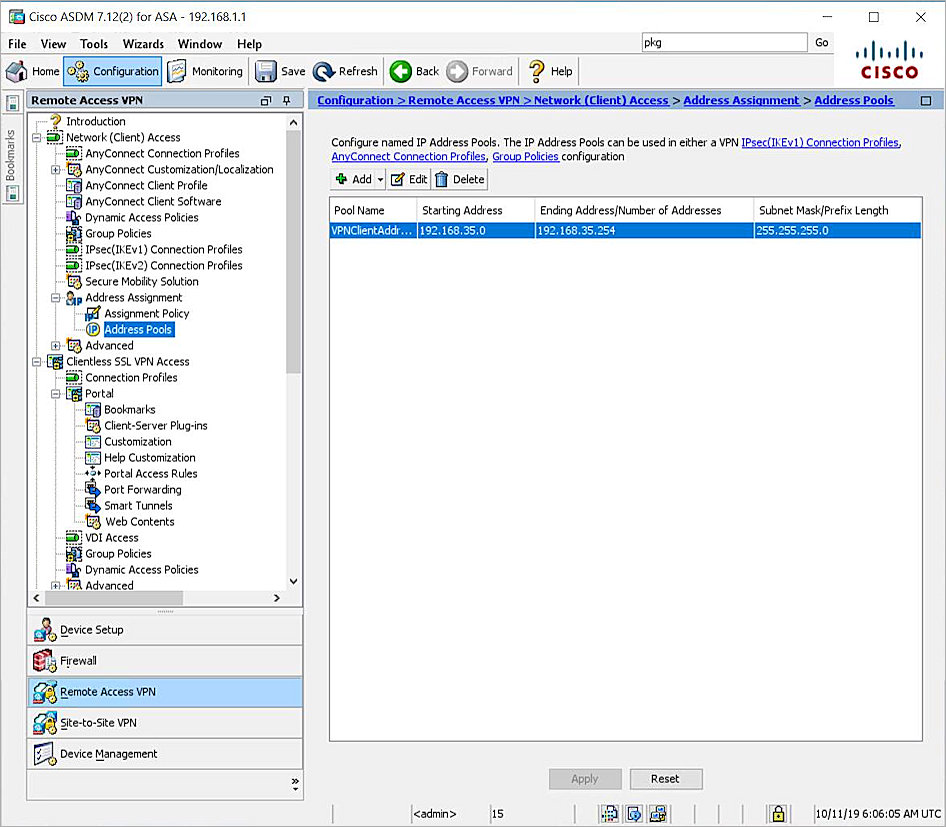 Cisco ASDM 7.12(2) for ASA - 192.168.1.1
File View Tools Wizards Window Help
pkg Go
Home Configuration Monitoring Save Refresh Back Forward Help
CISCO
Bookmarks
Remote Access VPN
Introduction
Network (Client) Access
AnyConnect Connection Profiles
AnyConnect Customization/Localization
AnyConnect Client Profile
AnyConnect Client Software
Dynamic Access Policies
Group Policies
IPsec(IKEv1) Connection Profiles
IPsec(IKEv2) Connection Profiles
Secure Mobility Solution
Address Assignment
Assignment Policy
IP Address Pools
Advanced
Clientless SSL VPN Access
Connection Profiles
Portal
Bookmarks
Client-Server Plug-ins
Customization
Help Customization
Portal Access Rules
Port Forwarding
Smart Tunnels
Web Contents
VDI Access
Group Policies
Dynamic Access Policies
Advanced
Device Setup
Firewall
Remote Access VPN
Site-to-Site VPN
Device Management
Configuration > Remote Access VPN > Network (Client) Access > Address Assignment > Address Pools
Configure named IP Address Pools. The IP Address Pools can be used in either a VPN IPsec(IKEv1) Connection Profiles,
AnyConnect Connection Profiles, Group Policies configuration
Add Edit Delete
Pool Name Starting Address Ending Address/Number of Addresses Subnet Mask/Prefix Length
VPNClientAddr... 192.168.35.0 192.168.35.254 255.255.255.0
Apply Reset
<admin> 15 10/11/19 6:06:05 AM UTC